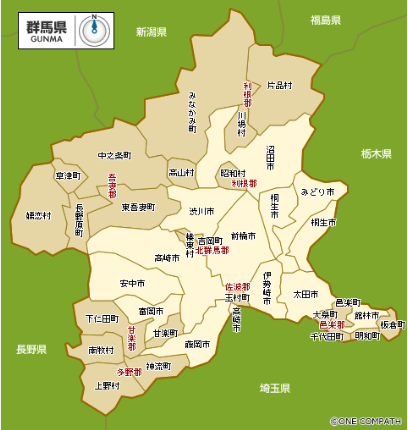 群馬県
GUNMA
新潟県
福島県
みなかみ町
利根郡
片品村
川場村
沼田市
栃木県
中之条町
草津町
高山村
昭和村
利根郡
吾妻郡
みどり市
桐生市
嬬恋村
長野原町
東吾妻町
渋川市
桐生市
榛東村
吉岡町
北群馬郡
前橋市
高崎市
伊勢崎市
佐波郡
玉村町
安中市
太田市
邑楽町
富岡市
高崎市
大泉町
館林市
邑楽郡
板倉町
下仁田町
甘楽郡
甘楽町
千代田町
明和町
長野県
南牧村
藤岡市
多野郡
神流町
上野村
埼玉県
©ONE COMPATH